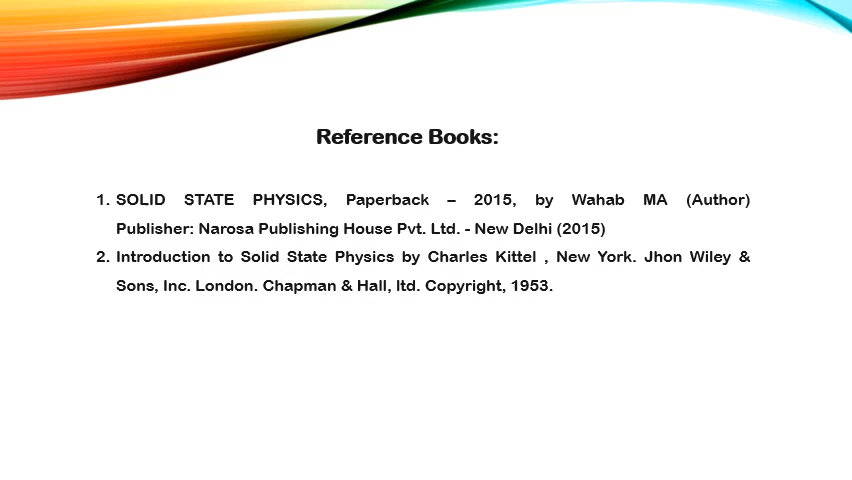 Reference Books:
1. SOLID STATE PHYSICS, Paperback – 2015, by Wahab MA (Author)
Publisher: Narosa Publishing House Pvt. Ltd. - New Delhi (2015)
2. Introduction to Solid State Physics by Charles Kittel , New York. Jhon Wiley &
Sons, Inc. London. Chapman & Hall, ltd. Copyright, 1953.